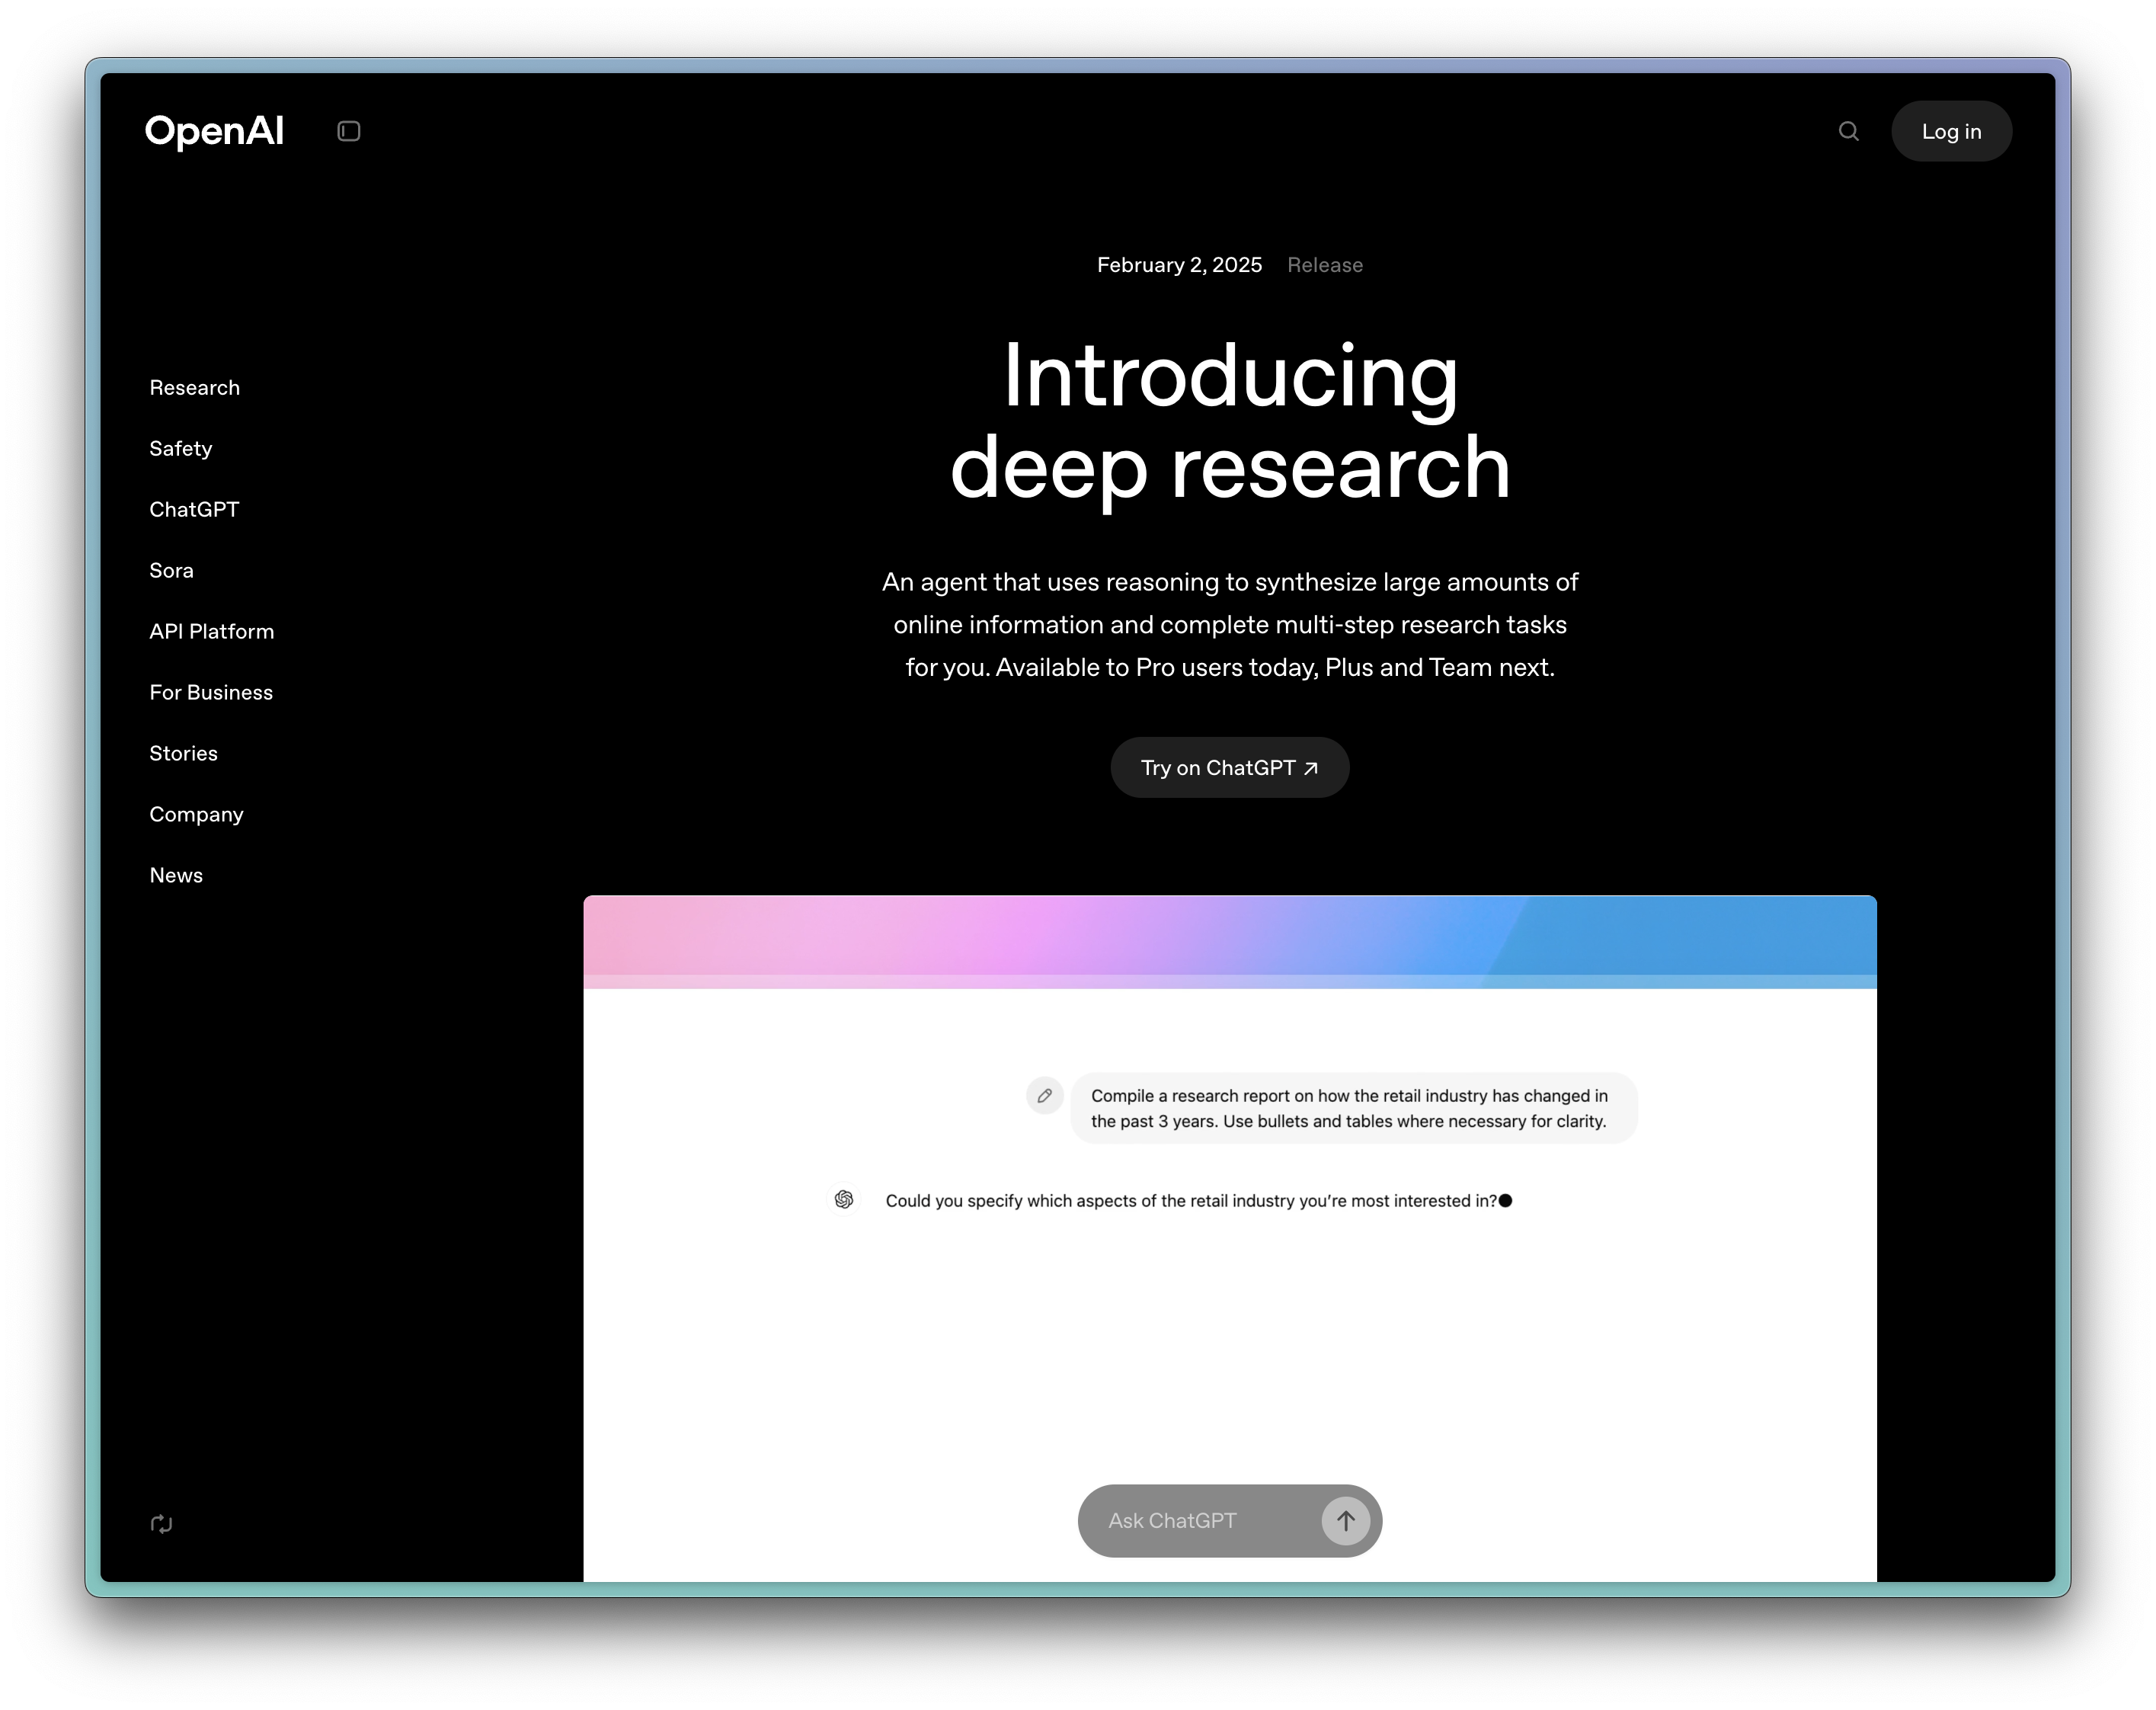 OpenAI
Log in
Research
Safety
ChatGPT
Sora
API Platform
For Business
Stories
Company
News
February 2, 2025 Release
Introducing
deep research
An agent that uses reasoning to synthesize large amounts of
online information and complete multi-step research tasks
for you. Available to Pro users today, Plus and Team next.
Try on ChatGPT
Compile a research report on how the retail industry has changed in
the past 3 years. Use bullets and tables where necessary for clarity.
Could you specify which aspects of the retail industry you’re most interested in?
Ask ChatGPT